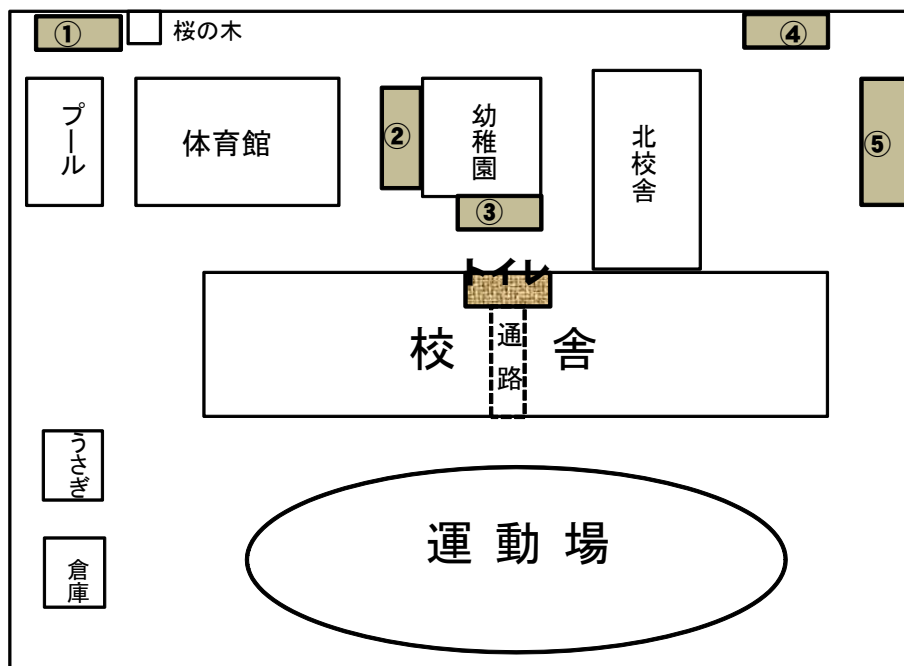 ① 桜の木 ④
プール
体育館
②
幼稚園
③
北校舎
⑤
トイレ
校舎
通路
うさぎ
倉庫
運動場